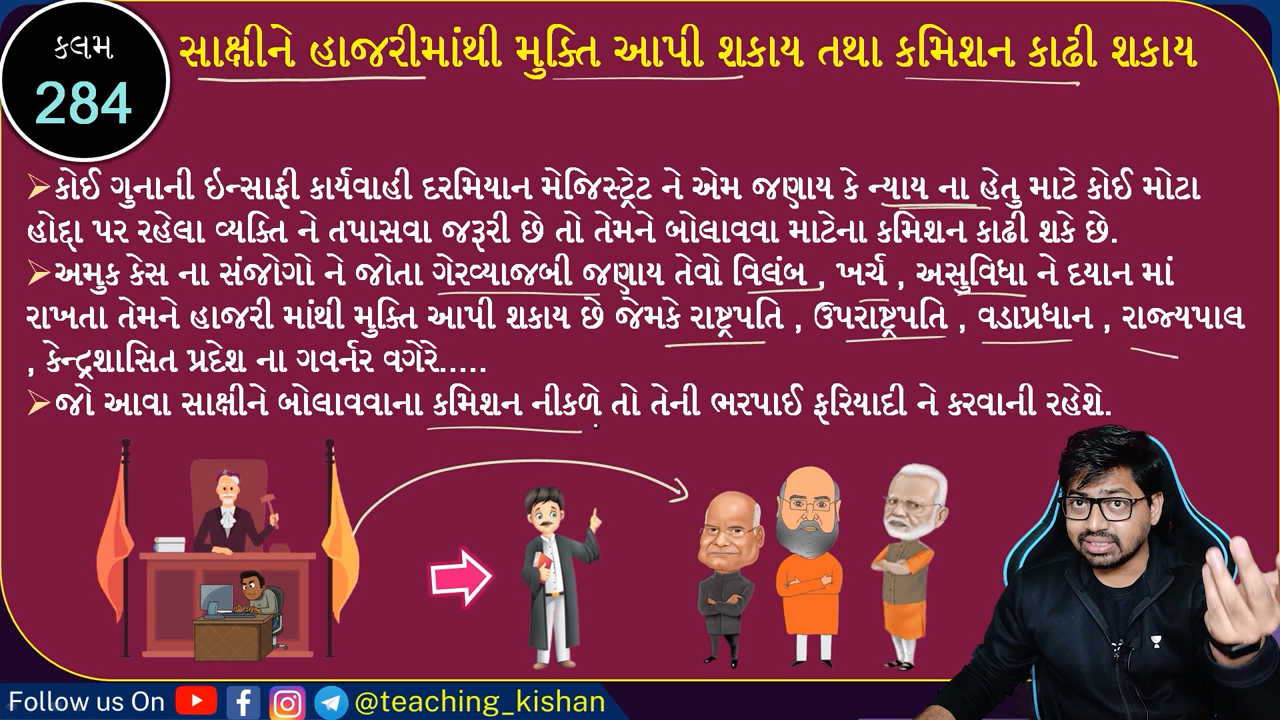 કલમ
284
સાક્ષીને હાજરીમાંથી મુક્તિ આપી શકાય તથા કમિશન કાઢી શકાય
➢કોઈ ગુનાની ઇન્સાફી કાર્યવાહી દરમિયાન મેજિસ્ટ્રેટ ને એમ જણાય કે ન્યાય ના હેતુ માટે કોઈ મોટા
હોદ્દા પર રહેલા વ્યક્તિ ને તપાસવા જરૂરી છે તો તેમને બોલાવવા માટેના કમિશન કાઢી શકે છે.
➢અમુક કેસ ના સંજોગો ને જોતા ગેરવ્યાજબી જણાય તેવો વિલંબ , ખર્ચ , અસુવિધા ને દયાન માં
રાખતા તેમને હાજરી માંથી મુક્તિ આપી શકાય છે જેમકે રાષ્ટ્રપતિ , ઉપરાષ્ટ્રપતિ , વડાપ્રધાન , રાજ્યપાલ
, કેન્દ્રશાસિત પ્રદેશ ના ગવર્નર વગેરે.....
➢જો આવા સાક્ષીને બોલાવવાના કમિશન નીકળે તો તેની ભરપાઈ ફરિયાદી ને કરવાની રહેશે.
Follow us On @teaching_kishan